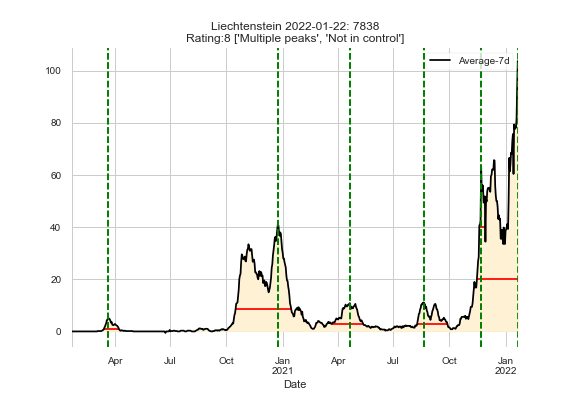 Liechtenstein 2022-01-22: 7838
Rating:8 ['Multiple peaks', 'Not in control']
Average-7d
100
80
60
40
20
0
Apr Jul Oct Jan Apr Jul Oct Jan
2021 2022
Date